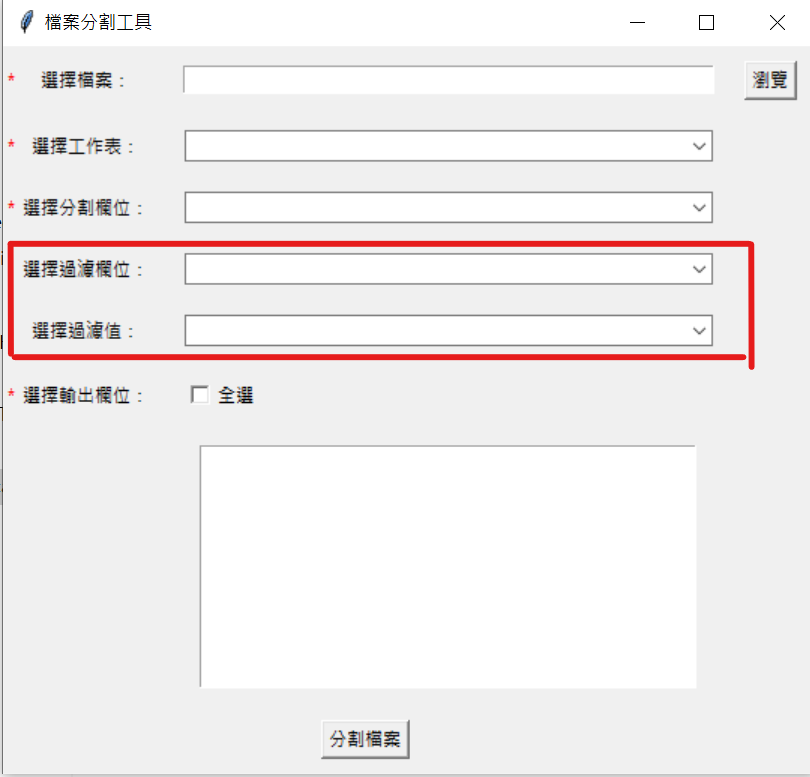 檔案分割工具
* 選擇檔案： 瀏覽
* 選擇工作表：
* 選擇分割欄位：
選擇過濾欄位：
選擇過濾值：
* 選擇輸出欄位： 全選
分割檔案